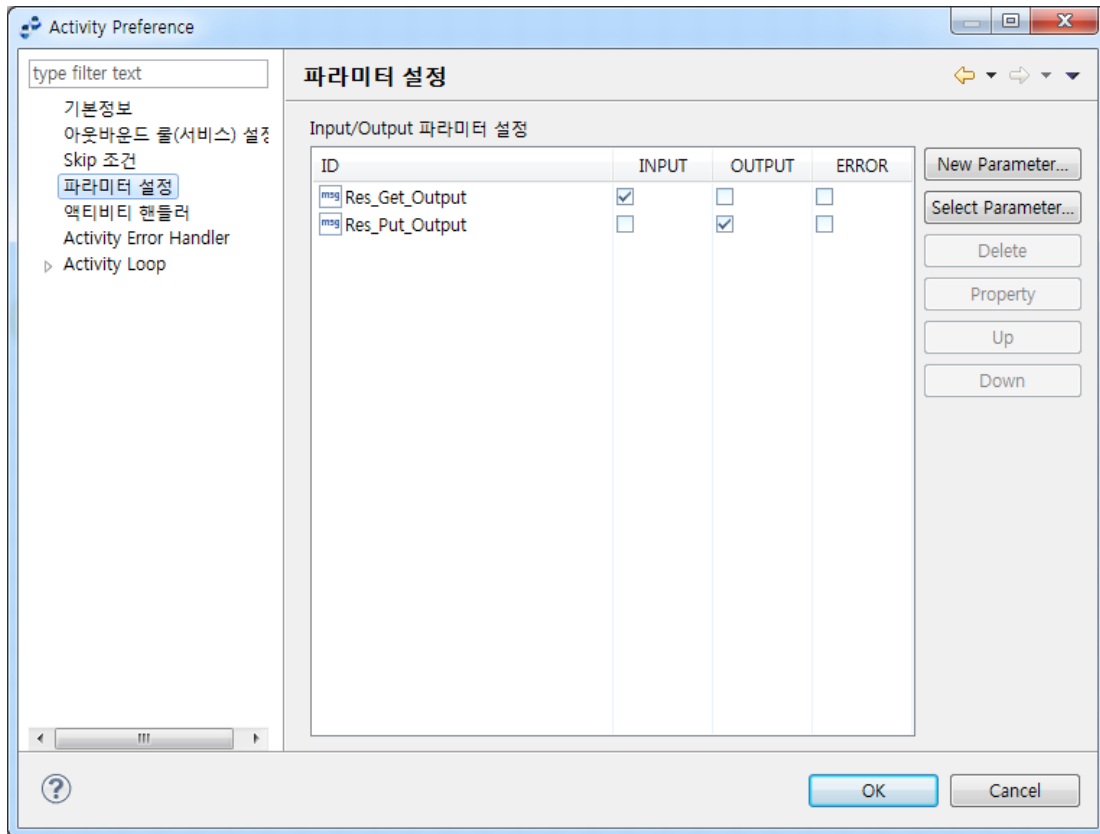 Activity Preference
type filter text
기본정보
아웃바운드 룰(서비스) 설정
Skip 조건
파라미터 설정
액티비티 핸들러
Activity Error Handler
Activity Loop
파라미터 설정
Input/Output 파라미터 설정
ID INPUT OUTPUT ERROR
msg Res_Get_Output
msg Res_Put_Output
New Parameter...
Select Parameter...
Delete
Property
Up
Down
OK Cancel